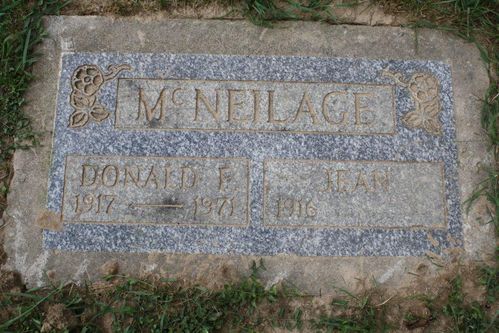 McNEILAGE
DONALD F. JEAN
1917 — 1971 1916